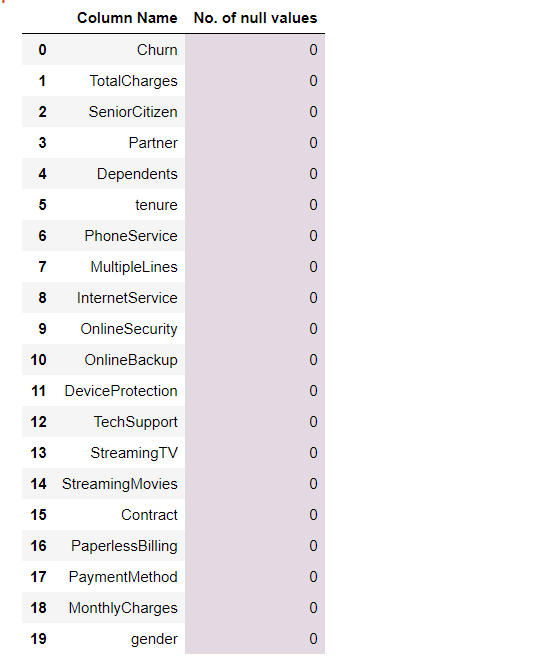 Column Name No. of null values
0 Churn 0
1 TotalCharges 0
2 SeniorCitizen 0
3 Partner 0
4 Dependents 0
5 tenure 0
6 PhoneService 0
7 MultipleLines 0
8 InternetService 0
9 OnlineSecurity 0
10 OnlineBackup 0
11 DeviceProtection 0
12 TechSupport 0
13 StreamingTV 0
14 StreamingMovies 0
15 Contract 0
16 PaperlessBilling 0
17 PaymentMethod 0
18 MonthlyCharges 0
19 gender 0